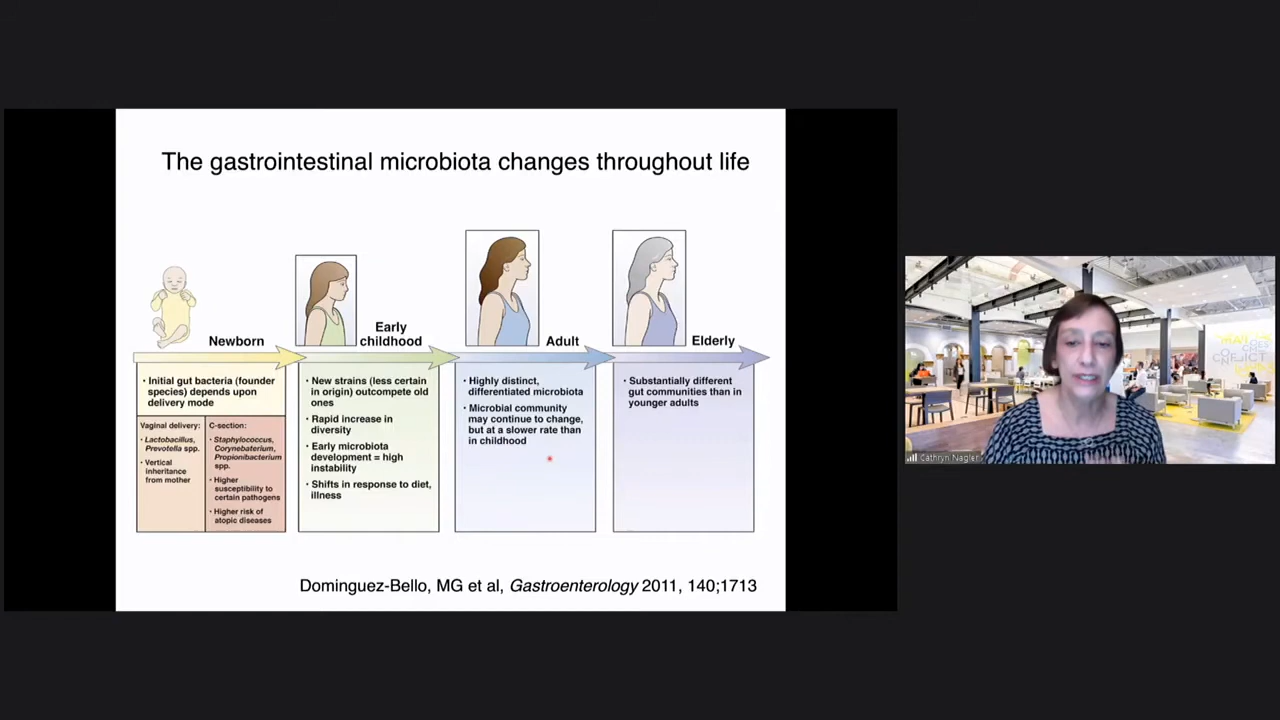 The gastrointestinal microbiota changes throughout life
Newborn
Early
childhood
Adult
Elderly
• Initial gut bacteria (founder
species) depends upon
delivery mode
Vaginal delivery:
• Lactobacillus,
Prevotella spp.
• Vertical
inheritance
from mother
C-section:
• Staphylococcus,
Corynebacterium,
Propionibacterium
spp.
• Higher
susceptibility to
certain pathogens
• Higher risk of
atopic diseases
• New strains (less certain
in origin) outcompete old
ones
• Rapid increase in
diversity
• Early microbiota
development = high
instability
• Shifts in response to diet,
illness
• Highly distinct,
differentiated microbiota
• Microbial community
may continue to change,
but at a slower rate than
in childhood
• Substantially different
gut communities than in
younger adults
Dominguez-Bello, MG et al, Gastroenterology 2011, 140;1713
Cathryn Nagler